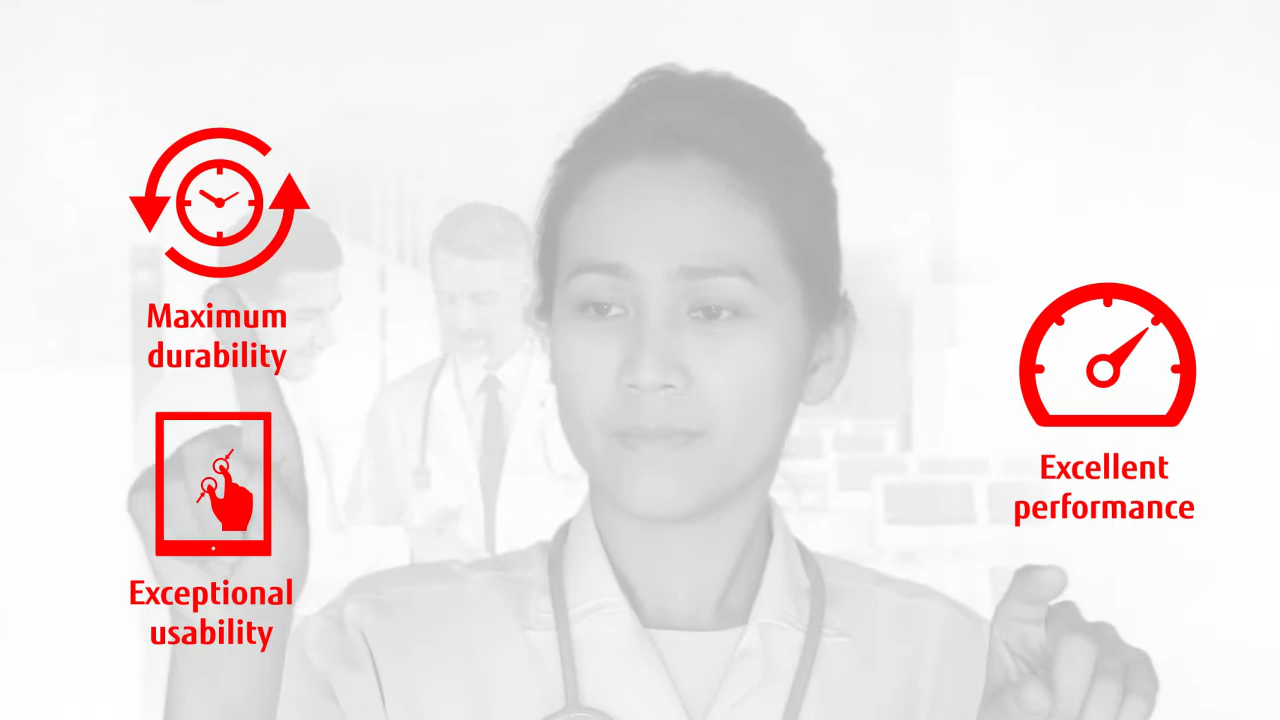 Maximum
durability
Exceptional
usability
Excellent
performance